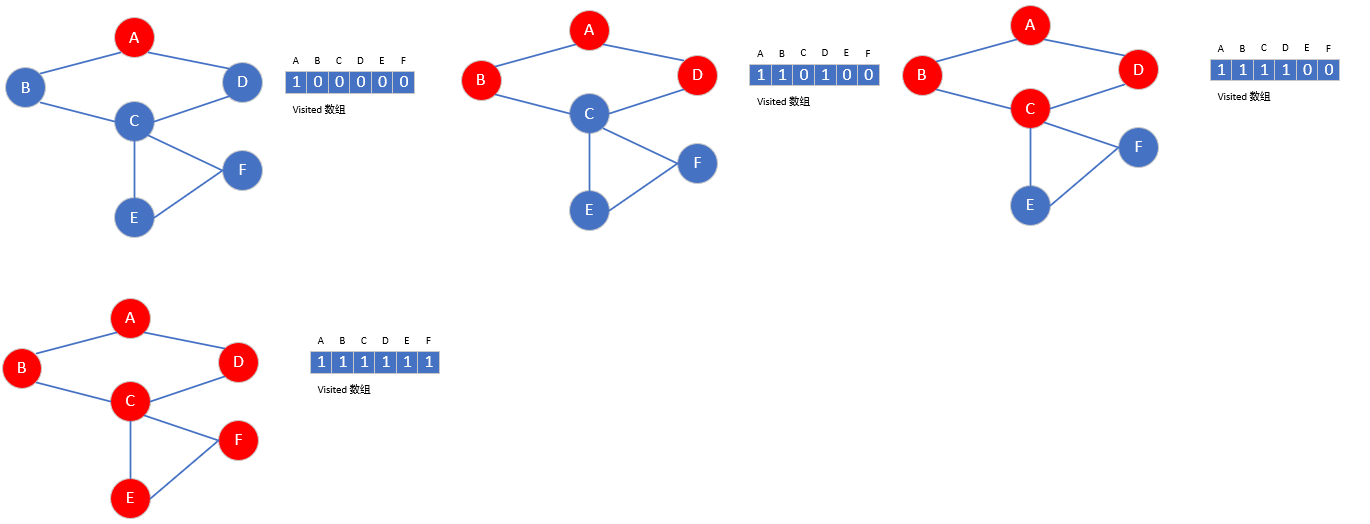 A
B
D
C
F
E
A B C D E F
1 0 0 0 0 0
Visited 数组
A
B
D
C
F
E
A B C D E F
1 1 0 1 0 0
Visited 数组
A
B
D
C
F
E
A B C D E F
1 1 1 1 0 0
Visited 数组
A
B
D
C
F
E
A B C D E F
1 1 1 1 1 1
Visited 数组